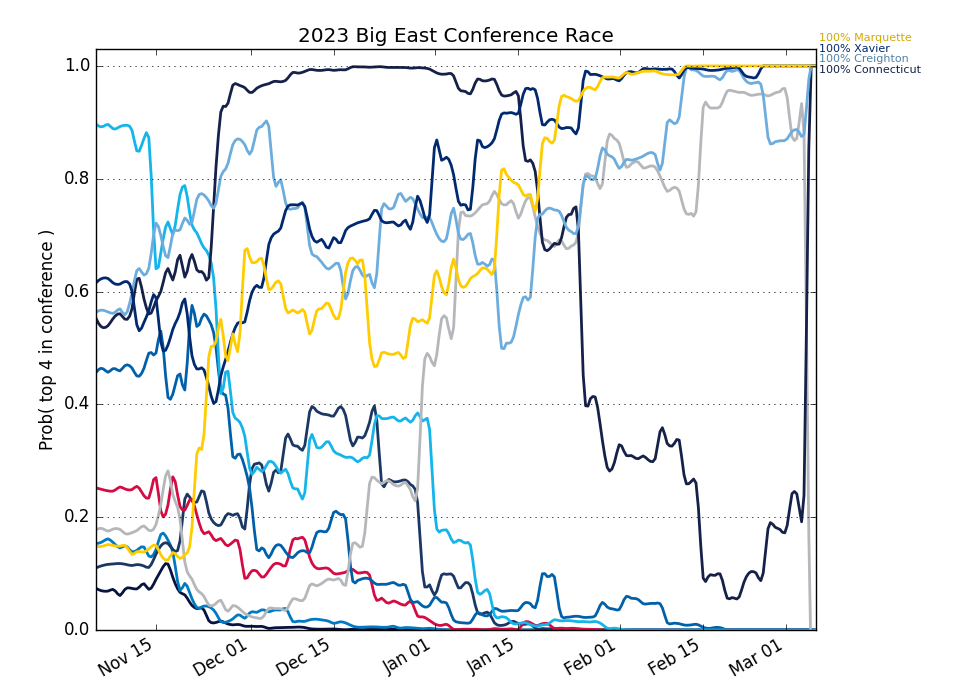 2023 Big East Conference Race
100% Marquette
100% Xavier
100% Creighton
100% Connecticut
Prob( top 4 in conference )
1.0
0.8
0.6
0.4
0.2
0.0
Nov 15
Dec 01
Dec 15
Jan 01
Jan 15
Feb 01
Feb 15
Mar 01